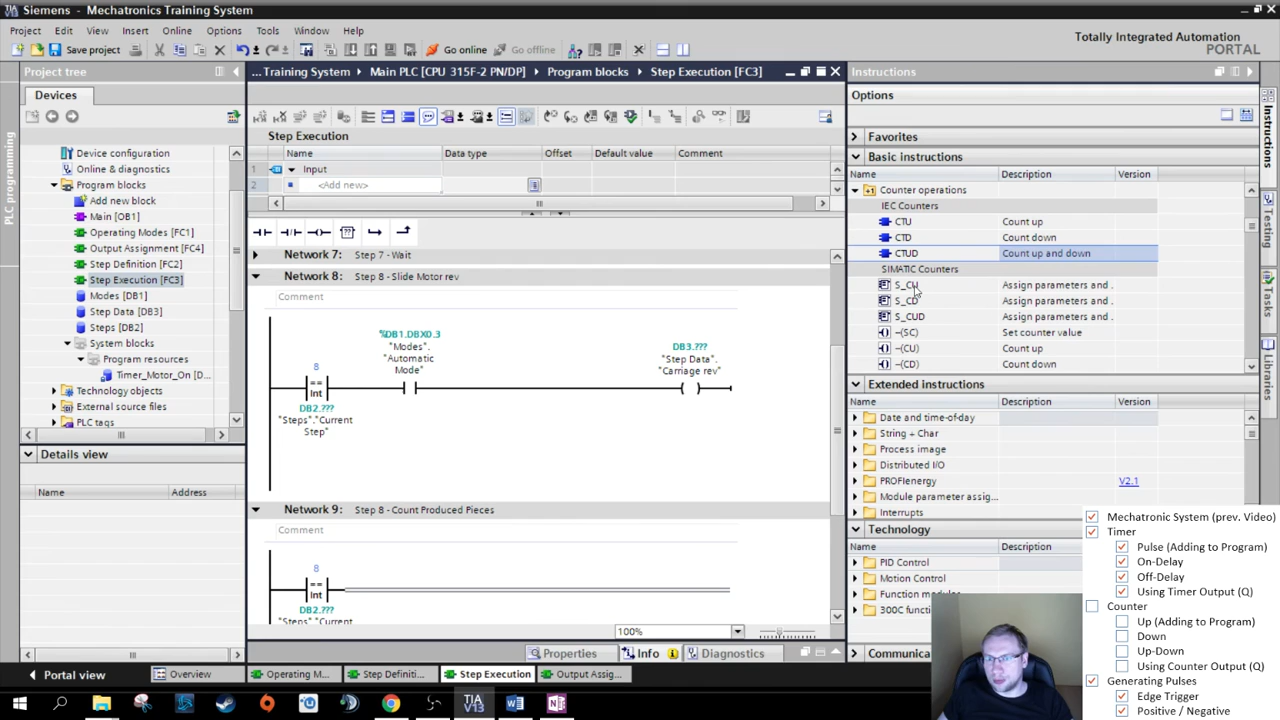 Siemens - Mechatronics Training System
Project Edit View Insert Online Options Tools Window Help
Totally Integrated Automation
PORTAL
Save project
Go online
Go offline
Project tree
Devices
PLC programming
Device configuration
Online & diagnostics
Program blocks
Add new block
Main [OB1]
Operating Modes [FC1]
Output Assignment [FC4]
Step Definition [FC2]
Step Execution [FC3]
Modes [DB1]
Step Data [DB3]
Steps [DB2]
System blocks
Program resources
Timer_Motor_On [D...
Technology objects
External source files
PLC tags
Details view
Name Address
... Training System Main PLC [CPU 315F-2 PN/DP] Program blocks Step Execution [FC3]
Step Execution
Name Data type Offset Default value Comment
1 Input
2 <Add new>
Network 7: Step 7 - Wait
Network 8: Step 8 - Slide Motor rev
Comment
%DB1.DBX0.3
"Modes".
"Automatic
Mode"
DB3.???
"Step Data".
"Carriage rev"
8
==
Int
DB2.???
"Steps"."Current
Step"
Network 9: Step 8 - Count Produced Pieces
Comment
8
==
Int
DB2.???
"Steps"."Current
100%
Properties Info Diagnostics
Instructions
Options
Favorites
Basic instructions
Name Description Version
Counter operations
IEC Counters
CTU Count up
CTD Count down
CTUD Count up and down
SIMATIC Counters
S_CU Assign parameters and .
S_CD Assign parameters and .
S_CUD Assign parameters and .
-(SC) Set counter value
-(CU) Count up
-(CD) Count down
Extended instructions
Name Description Version
Date and time-of-day
String + Char
Process image
Distributed I/O
PROFIenergy V2.1
Module parameter assig...
Interrupts
Technology
Name Description
PID Control
Motion Control
Function modul
300C functi
Communica
Instructions
Testing
Tasks
Libraries
Mechatronic System (prev. Video)
Timer
Pulse (Adding to Program)
On-Delay
Off-Delay
Using Timer Output (Q)
Counter
Up (Adding to Program)
Down
Up-Down
Using Counter Output (Q)
Generating Pulses
Edge Trigger
Positive / Negative
Portal view Overview Operating M... Step Definiti... Step Execution Output Assig...